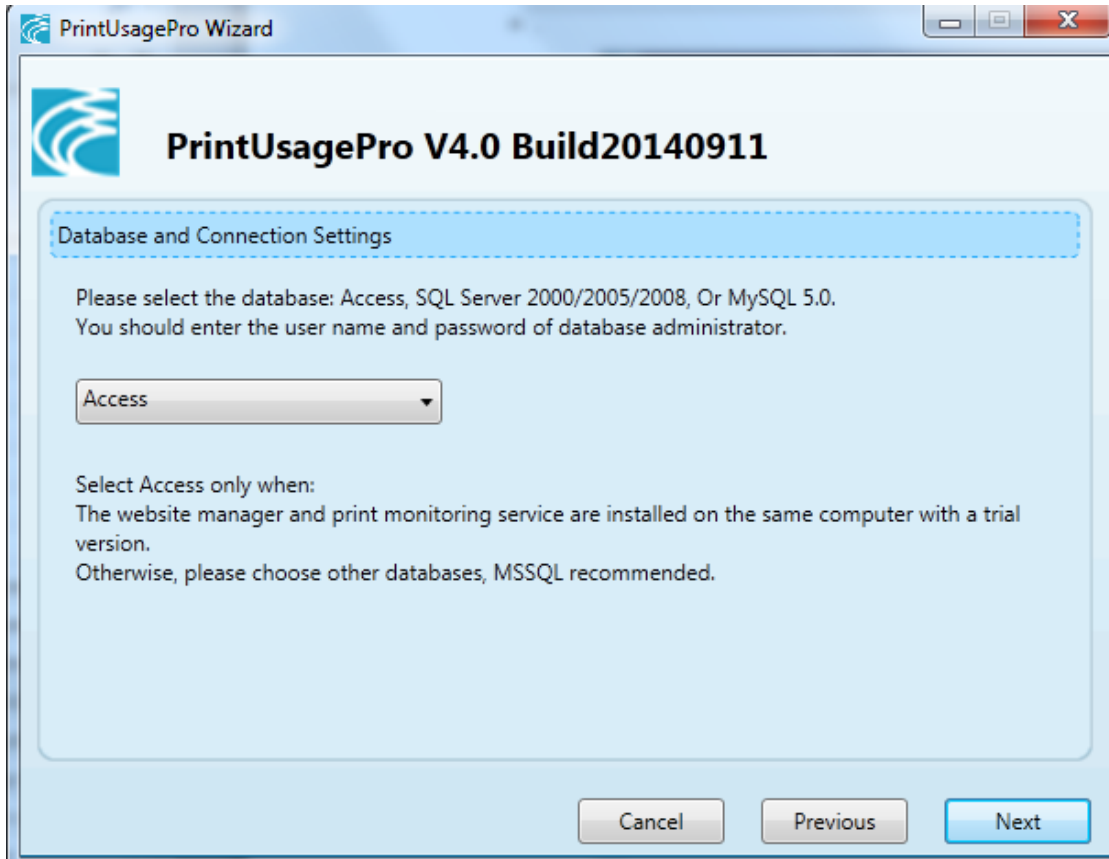 PrintUsagePro Wizard
PrintUsagePro V4.0 Build20140911
Database and Connection Settings
Please select the database: Access, SQL Server 2000/2005/2008, Or MySQL 5.0.
You should enter the user name and password of database administrator.
Access
Select Access only when:
The website manager and print monitoring service are installed on the same computer with a trial
version.
Otherwise, please choose other databases, MSSQL recommended.
Cancel Previous Next